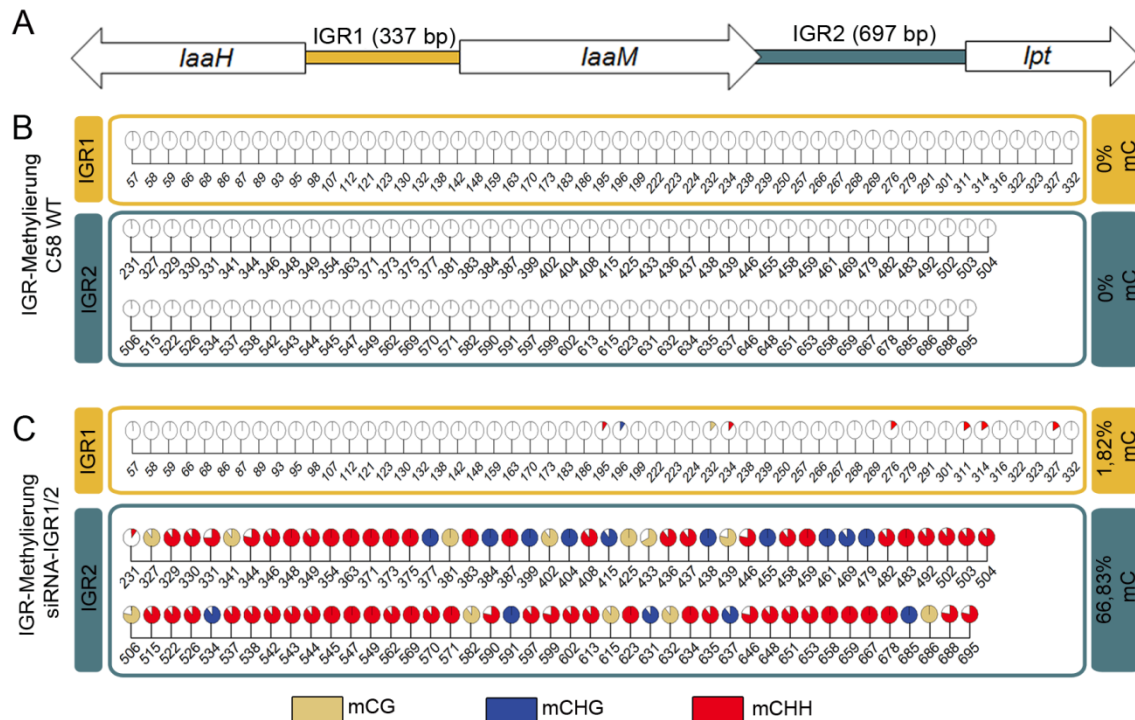 A
IGR1 (337 bp)
IGR2 (697 bp)
IaaH
IaaM
Ipt
B
IGR-Methylierung
C58 WT
IGR1
57 58 59 66 68 86 87 89 93 95 98 107 112 121 123 130 132 138 142 148 159 163 170 173 183 186 195 196 199 222 223 224 232 234 238 239 250 257 266 267 268 269 276 279 291 301 311 314 316 322 323 327 332
0%
mC
IGR2
231 327 329 330 331 341 344 346 348 349 354 363 371 373 375 377 381 383 384 387 399 402 404 408 415 425 433 436 437 438 439 446 455 458 459 461 469 479 482 483 492 502 503 504
506 515 522 526 534 537 538 542 543 544 545 547 549 562 569 570 571 582 590 591 597 599 602 613 615 623 631 632 634 635 637 646 648 651 653 658 659 667 678 685 686 688 695
0%
mC
C
IGR-Methylierung
siRNA-IGR1/2
IGR1
57 58 59 66 68 86 87 89 93 95 107 112 121 123 130 132 138 142 148 159 163 170 173 183 186 195 196 199 222 223 224 232 234 238 239 250 257 266 267 268 269 276 279 291 301 311 314 316 322 323 327 332
1,82%
mC
IGR2
231 327 329 330 331 341 344 346 348 349 354 363 371 373 375 377 381 383 384 387 399 402 404 408 415 425 433 436 437 438 439 446 455 458 459 461 469 479 482 483 492 502 503 504
506 515 522 526 534 537 538 542 543 544 545 547 549 562 569 570 571 582 590 591 597 599 602 613 615 623 631 632 634 635 637 646 648 651 653 658 659 667 678 685 686 688 695
66,83%
mC
mCG
mCHG
mCHH